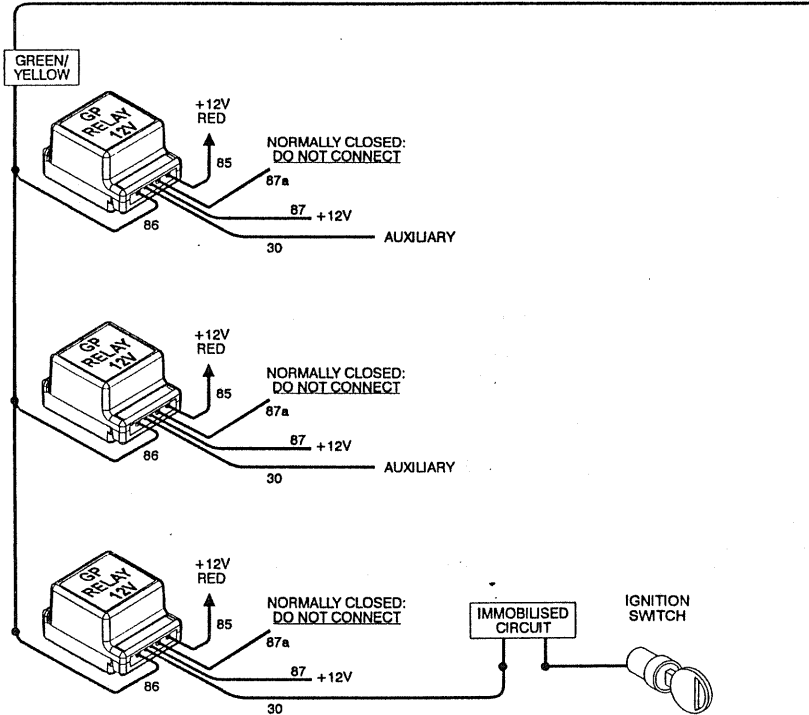 GREEN/
YELLOW
GP
RELAY
12V
+12V
RED
85
NORMALLY CLOSED:
DO NOT CONNECT
87a
87
+12V
86
30
AUXILIARY
GP
RELAY
12V
+12V
RED
85
NORMALLY CLOSED:
DO NOT CONNECT
87a
87
+12V
86
30
AUXILIARY
GP
RELAY
12V
+12V
RED
85
NORMALLY CLOSED:
DO NOT CONNECT
87a
87
+12V
86
30
IMMOBILISED
CIRCUIT
IGNITION
SWITCH